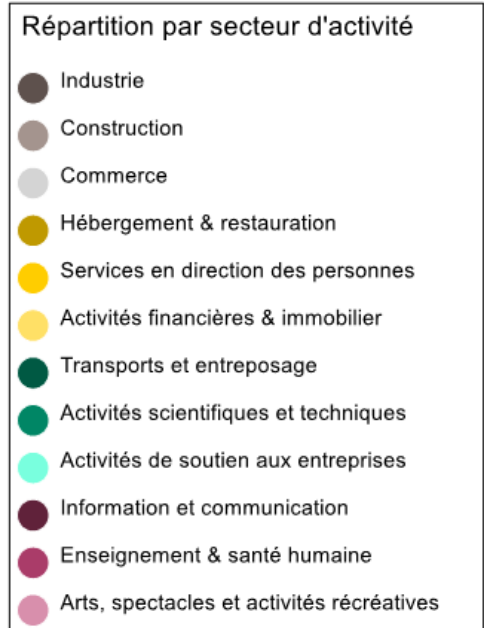 Répartition par secteur d'activité
Industrie
Construction
Commerce
Hébergement & restauration
Services en direction des personnes
Activités financières & immobilier
Transports et entreposage
Activités scientifiques et techniques
Activités de soutien aux entreprises
Information et communication
Enseignement & santé humaine
Arts, spectacles et activités récréatives